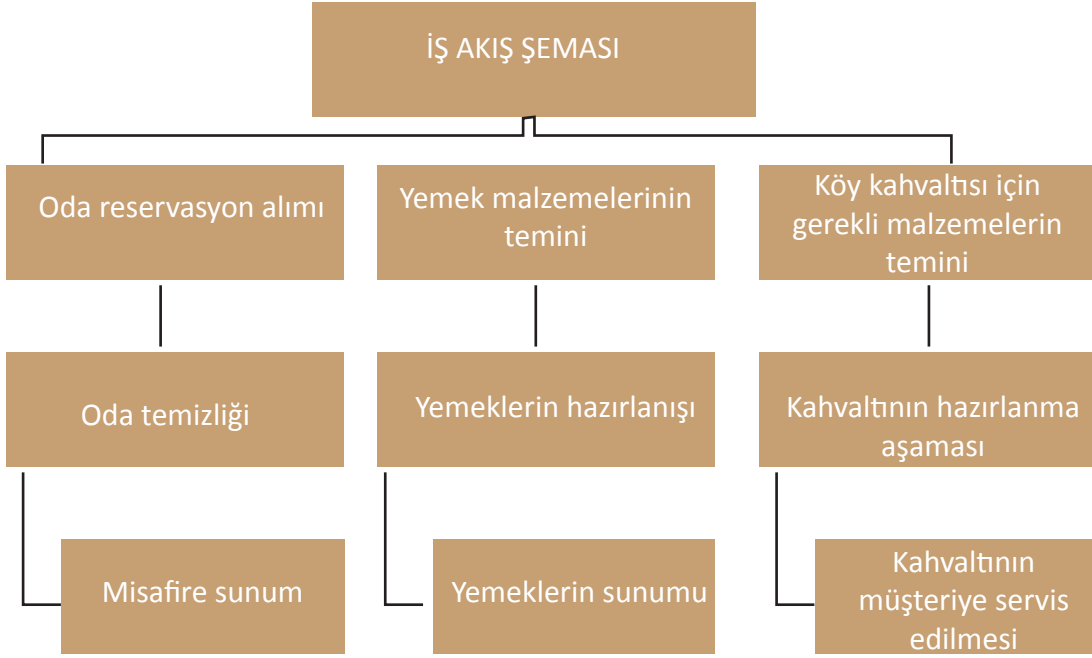 İŞ AKIŞ ŞEMASI
Oda reservasyon alımı
Yemek malzemelerinin
temini
Köy kahvaltısı için
gerekli malzemelerin
temini
Oda temizliği
Yemeklerin hazırlanışı
Kahvaltının hazırlanma
aşaması
Misafire sunum
Yemeklerin sunumu
Kahvaltının
müşteriye servis
edilmesi